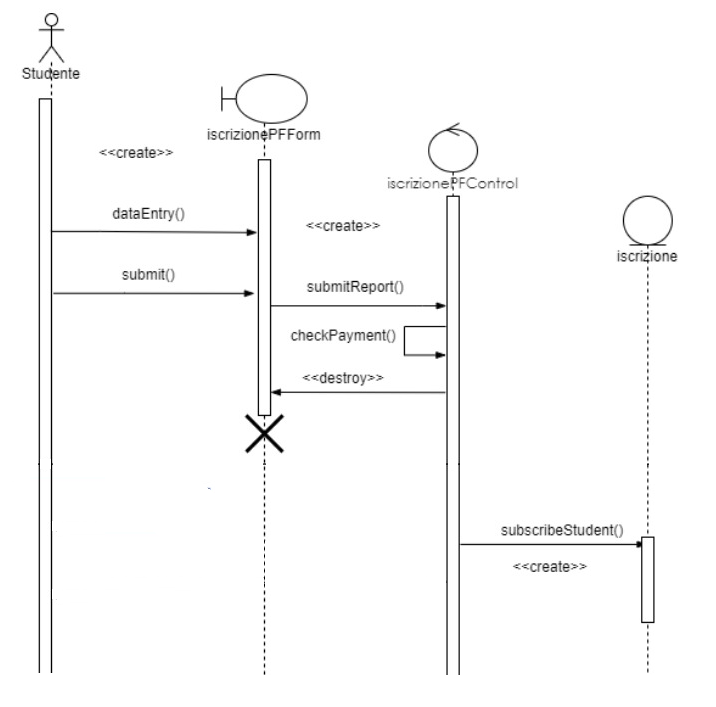 Studente
iscrizionePFForm
<<create>>
iscrizionePFControl
dataEntry()
<<create>>
iscrizione
submit()
submitReport()
checkPayment()
<<destroy>>
subscribeStudent()
<<create>>